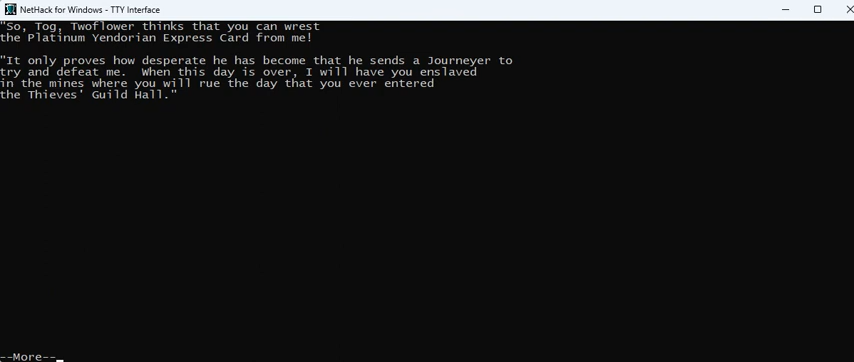 NetHack for Windows - TTY Interface
"So, Tog, Twoflower thinks that you can wrest
the Platinum Yendorian Express Card from me!
"It only proves how desperate he has become that he sends a Journeyer to
try and defeat me.  When this day is over, I will have you enslaved
in the mines where you will rue the day that you ever entered
the Thieves' Guild Hall."
--More--